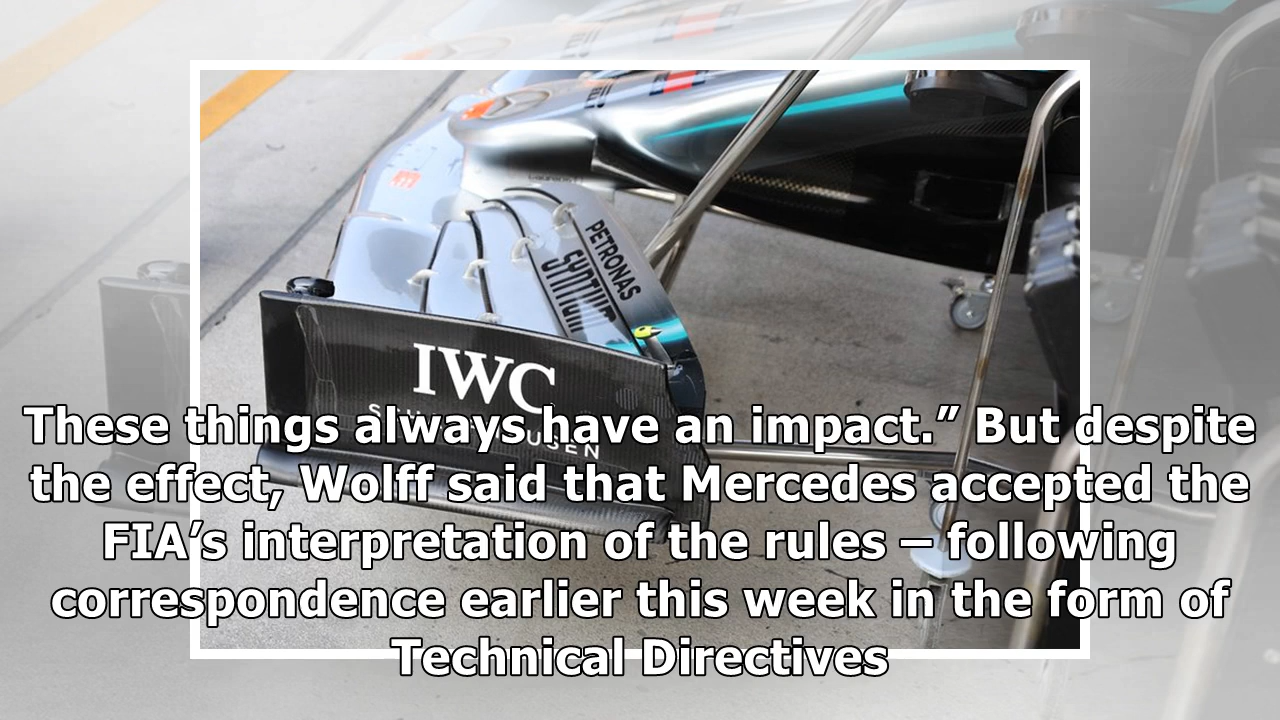 PETRONAS
SYNTIUM
IWC
These things always have an impact.” But despite
the effect, Wolff said that Mercedes accepted the
FIA’s interpretation of the rules – following
correspondence earlier this week in the form of
Technical Directives